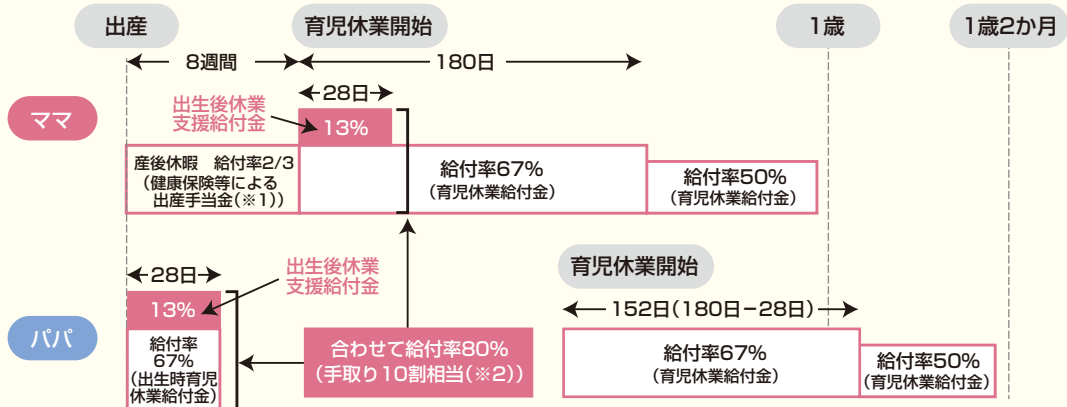 出産
育児休業開始
1歳
1歳2か月
8週間
180日
28日
ママ
出生後休業
支援給付金
13%
産後休暇 給付率2/3
(健康保険等による
出産手当金(※1))
給付率67%
(育児休業給付金)
給付率50%
(育児休業給付金)
28日
出生後休業
支援給付金
育児休業開始
13%
152日(180日−28日)
パパ
給付率
67%
(出生時育児
休業給付金)
合わせて給付率80%
(手取り10割相当(※2))
給付率67%
(育児休業給付金)
給付率50%
(育児休業給付金)